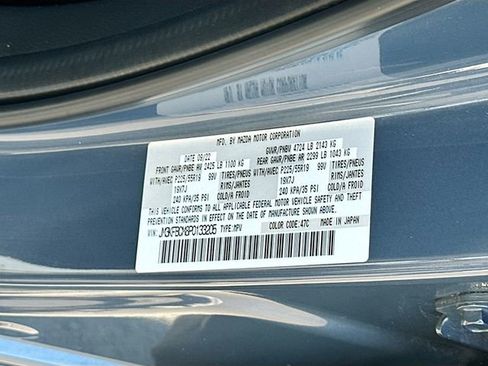 MFD. BY MAZDA MOTOR CORPORATION
DATE 09/22 GVWR/PNBV 4724 LB 2143 KG
FRONT GAWR/PNBE AV 2425 LB 1100 KG REAR GAWR/PNBE AR 2299 LB 1043 KG
WITH/AVEC P225/55R19 99V TIRES/PNEUS WITH/AVEC P225/55R19 99V TIRES/PNEUS
19X7J RIMS/JANTES 19X7J RIMS/JANTES
240 KPA/35 PSI COLD/A FROID 240 KPA/35 PSI COLD/A FROID
THIS VEHICLE CONFORMS TO ALL APPLICABLE FEDERAL MOTOR VEHICLE SAFETY, BUMPER, AND THEFT
PREVENTION STANDARDS IN EFFECT ON THE DATE OF MANUFACTURE SHOWN ABOVE.
VIN: TYPE:MPV COLOR CODE:47C MADE IN JAPAN